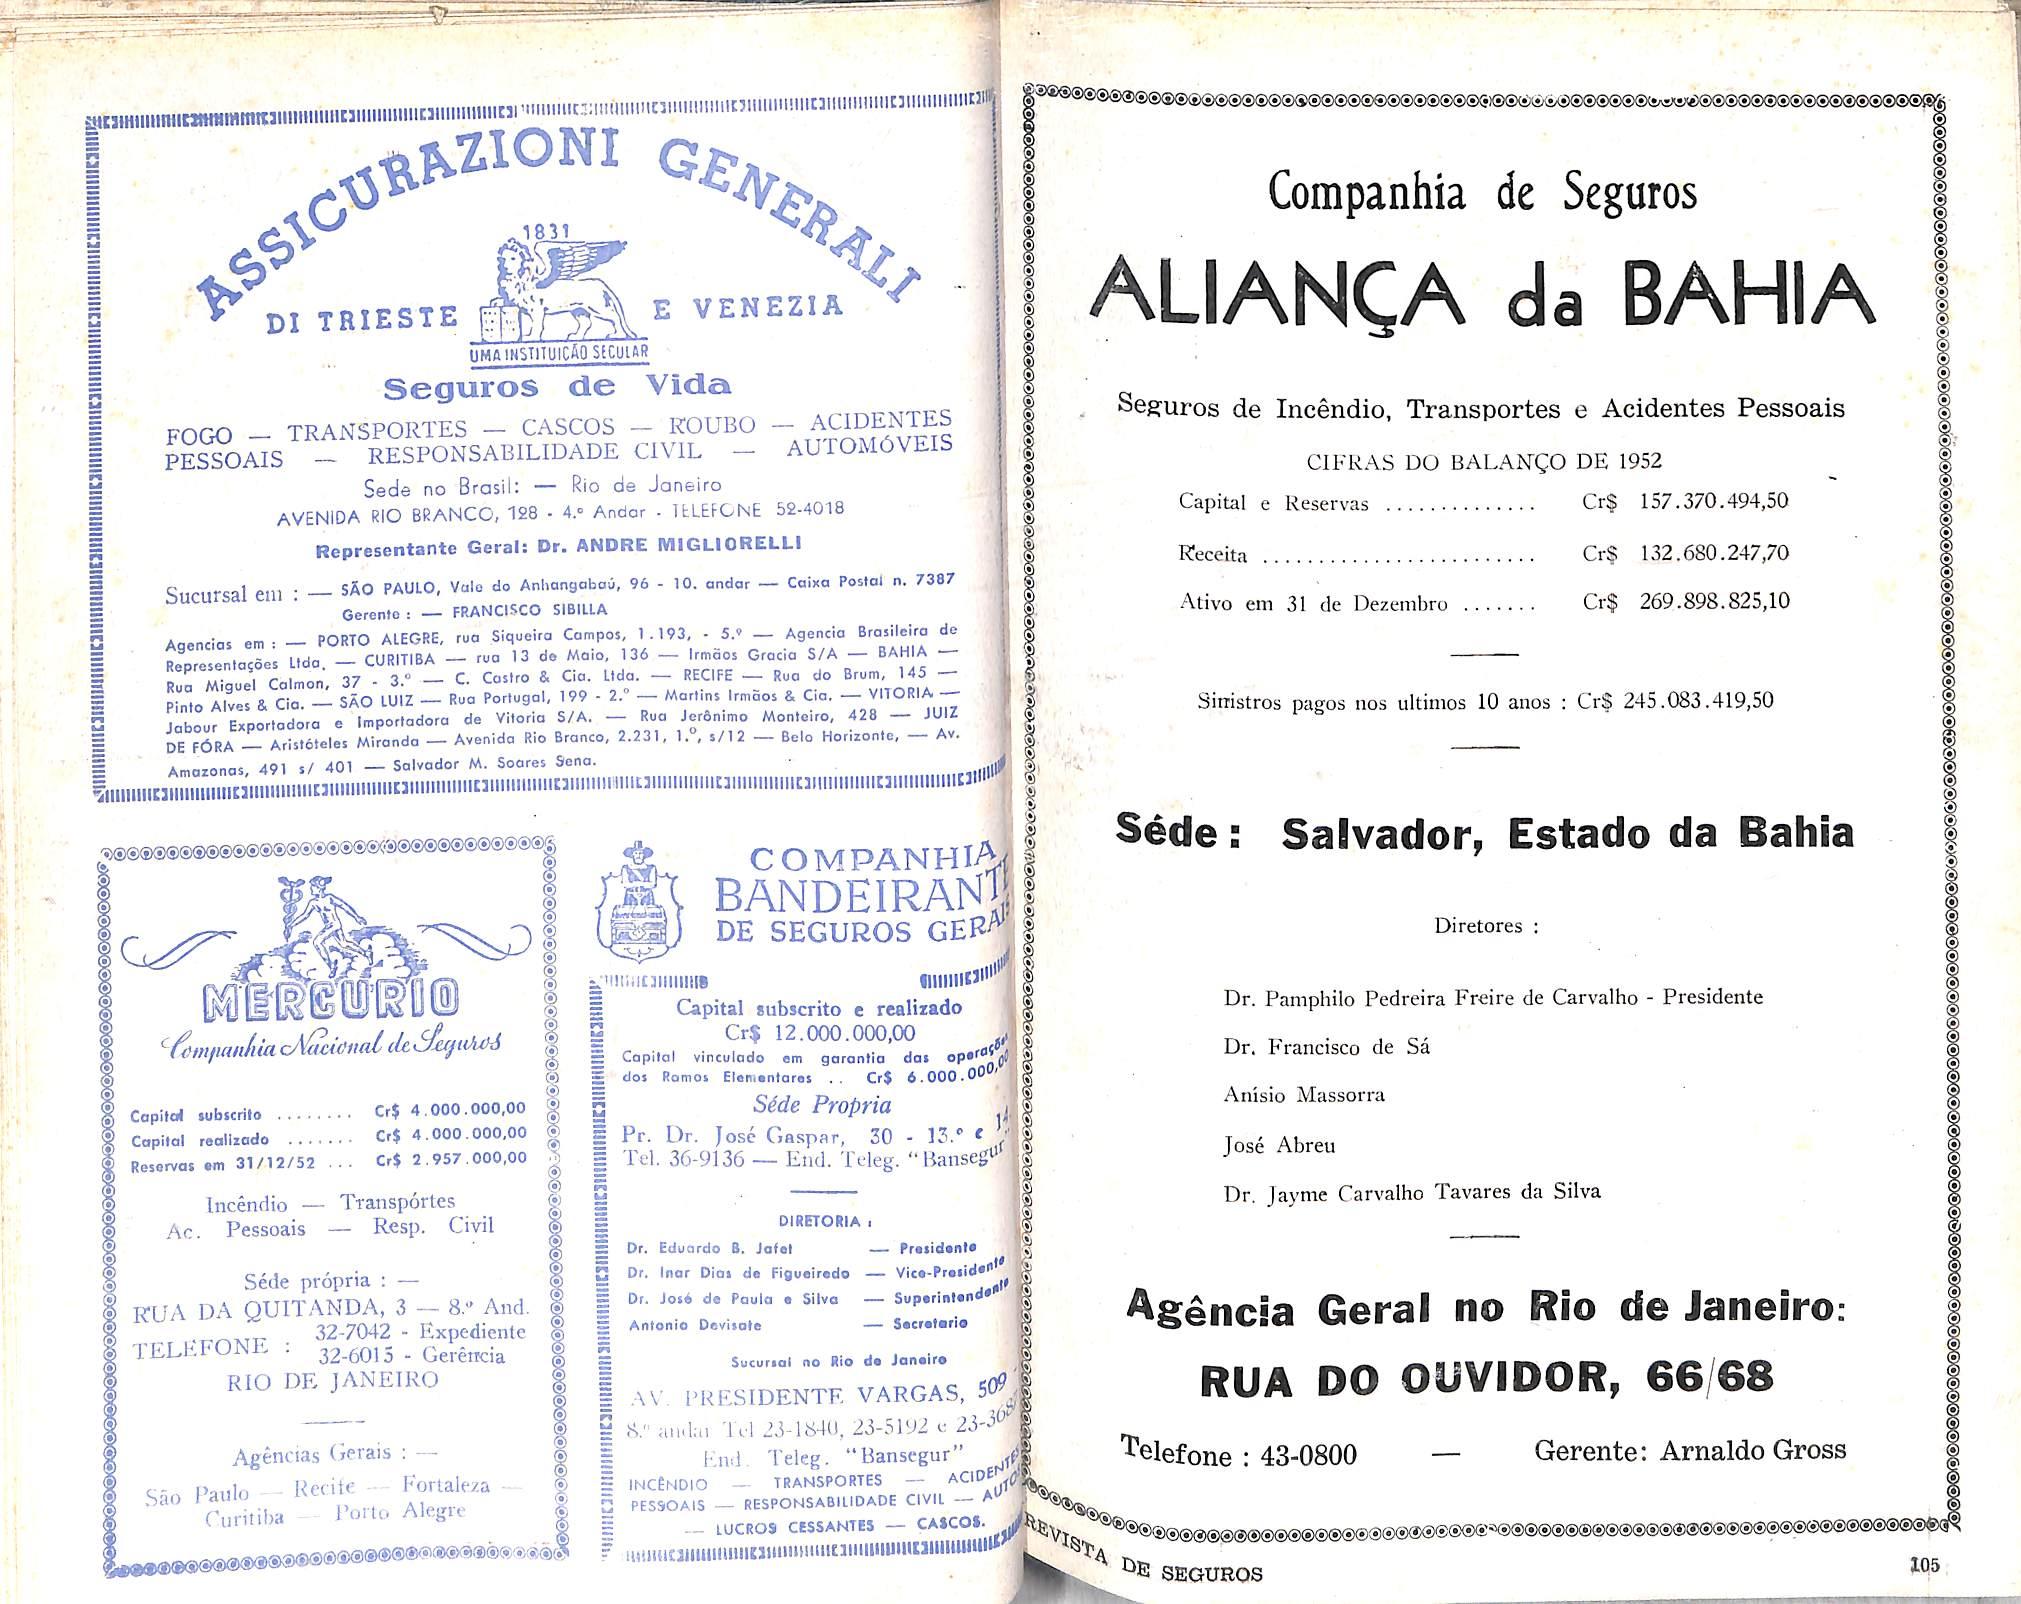 ASSICURAZIONI GENERALI
1831
DI TRIESTE E VENEZIA
UMA INSTITUIÇÃO SECULAR
Seguros de Vida
FOGO — TRANSPORTES — CASCOS — ROUBO — ACIDENTES
PESSOAIS — RESPONSABILIDADE CIVIL — AUTOMÓVEIS
Sede no Brasil: — Rio de Janeiro
AVENIDA RIO BRANCO, 128 - 4.º Andar - TELEFONE 52-4018
Representante Geral: Dr. ANDRE MIGLIORELLI
Sucursal em : — SÃO PAULO, Vale do Anhangabaú, 96 - 10. andar — Caixa Postal n. 7387
Gerente : — FRANCISCO SIBILLA
Agencias em : — PORTO ALEGRE, rua Siqueira Campos, 1.193, - 5.º — Agencia Brasileira de
Representações Ltda. — CURITIBA — rua 13 de Maio, 136 — Irmãos Gracia S/A — BAHIA —
Rua Miguel Calmon, 37 - 3.º — C. Castro & Cia. Ltda. — RECIFE — Rua do Brum, 145 —
Pinto Alves & Cia. — SÃO LUIZ — Rua Portugal, 199 - 2.º — Martins Irmãos & Cia. — VITORIA —
Jabour Exportadora e Importadora de Vitoria S/A. — Rua Jerônimo Monteiro, 428 — JUIZ
DE FÓRA — Aristóteles Miranda — Avenida Rio Branco, 2.231, 1.º, s/12 — Belo Horizonte, — Av.
Amazonas, 491 s/ 401 — Salvador M. Soares Sena.
MERCURIO
Companhia Nacional de Seguros
Capital subscrito ........ Cr$ 4.000.000,00
Capital realizado ....... Cr$ 4.000.000,00
Reservas em 31/12/52 ... Cr$ 2.957.000,00
Incêndio — Transpórtes
Ac. Pessoais — Resp. Civil
Séde própria : —
RUA DA QUITANDA, 3 — 8.º And.
TELEFONE : 32-7042 - Expediente
32-6015 - Gerência
RIO DE JANEIRO
Agências Gerais : —
São Paulo — Recife — Fortaleza —
Curitiba — Porto Alegre
COMPANHIA
BANDEIRANTE
DE SEGUROS GERAIS
Capital subscrito e realizado
Cr$ 12.000.000,00
Capital vinculado em garantia das operações
dos Ramos Elementares .. Cr$ 6.000.000,00
Séde Propria
Pr. Dr. José Gaspar, 30 - 13.º e 14.
Tel. 36-9136 — End. Teleg. "Bansegur"
DIRETORIA :
Dr. Eduardo B. Jafet — Presidente
Dr. Inar Dias de Figueiredo — Vice-Presidente
Dr. José de Paula e Silva — Superintendente
Antonio Devisate — Secretario
Sucursal no Rio de Janeiro
AV. PRESIDENTE VARGAS, 509 -
8.º andar Tel 23-1840, 23-5192 e
End. Teleg. "Bansegur"
INCÊNDIO — TRANSPORTES — ACIDENTES
PESSOAIS — RESPONSABILIDADE CIVIL —
— LUCROS CESSANTES — CASCOS.
Companhia de Seguros
ALIANÇA da BAHIA
Seguros de Incêndio, Transportes e Acidentes Pessoais
CIFRAS DO BALANÇO DE 1952
Capital e Reservas .............. Cr$ 157.370.494,50
Receita ......................... Cr$ 132.680.247,70
Ativo em 31 de Dezembro ....... Cr$ 269.898.825,10
Sinistros pagos nos ultimos 10 anos : Cr$ 245.083.419,50
Séde : Salvador, Estado da Bahia
Diretores :
Dr. Pamphilo Pedreira Freire de Carvalho - Presidente
Dr. Francisco de Sá
Anísio Massorra
José Abreu
Dr. Jayme Carvalho Tavares da Silva
Agência Geral no Rio de Janeiro:
RUA DO OUVIDOR, 66/68
Telefone : 43-0800 — Gerente: Arnaldo Gross
REVISTA DE SEGUROS
105